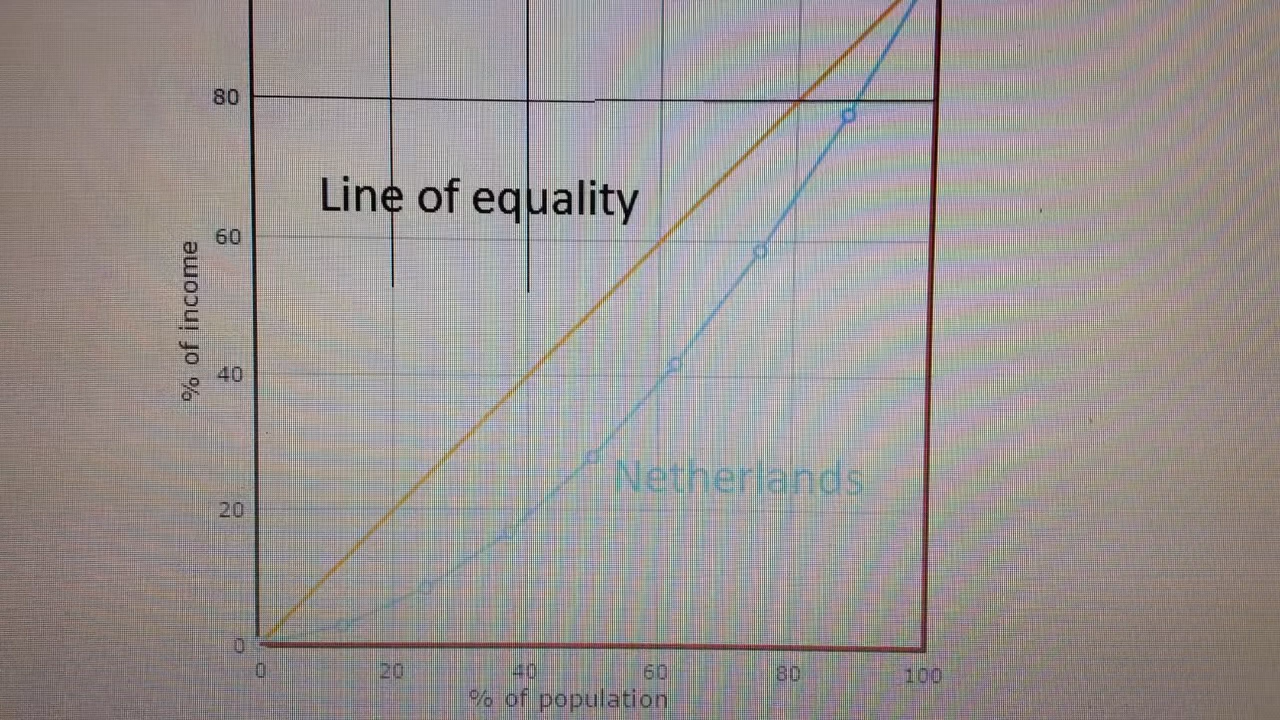 80
Line of equality
60
% of income
40
Netherlands
20
0
0 20 40 60 80 100
% of population